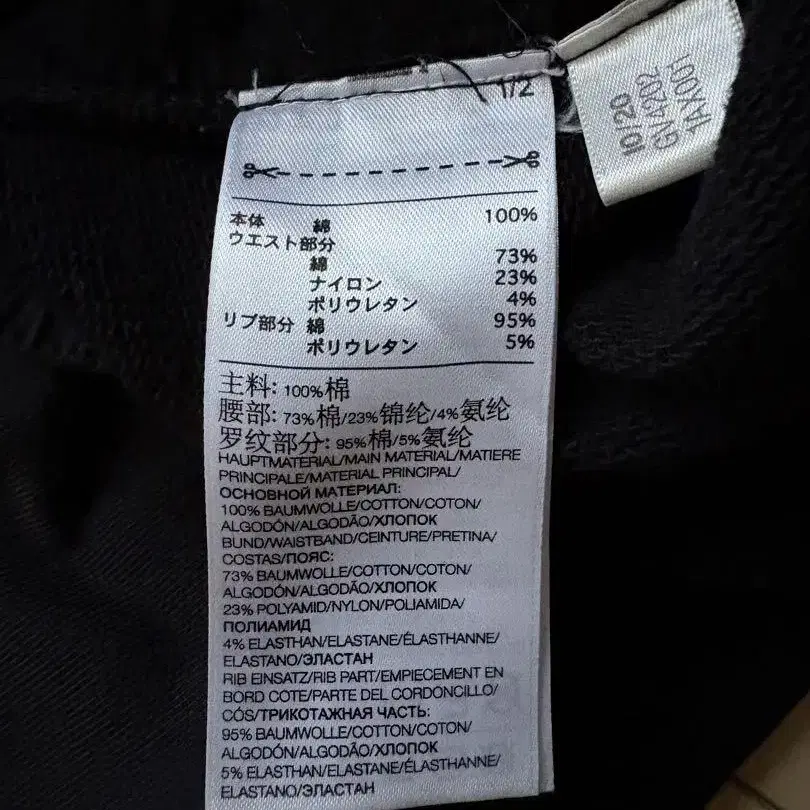 1/2
10/20
GV4202
1AY001
本体 綿 100%
ウエスト部分
綿 73%
ナイロン 23%
ポリウレタン 4%
リブ部分 綿 95%
ポリウレタン 5%
主料: 100%棉
腰部: 73%棉/23%锦纶/4%氨纶
罗纹部分: 95%棉/5%氨纶
HAUPTMATERIAL/MAIN MATERIAL/MATIERE
PRINCIPALE/MATERIAL PRINCIPAL/
ОСНОВНОЙ МАТЕРИАЛ:
100% BAUMWOLLE/COTTON/COTON/
ALGODÓN/ALGODÃO/ХЛОПОК
BUND/WAISTBAND/CEINTURE/PRETINA/
COSTAS/ПОЯС:
73% BAUMWOLLE/COTTON/COTON/
ALGODÓN/ALGODÃO/ХЛОПОК
23% POLYAMID/NYLON/POLIAMIDA/
ПОЛИАМИД
4% ELASTHAN/ELASTANE/ÉLASTHANNE/
ELASTANO/ЭЛАСТАН
RIB EINSATZ/RIB PART/EMPIECEMENT EN
BORD COTE/PARTE DEL CORDONCILLO/
CÓS/ТРИКОТАЖНАЯ ЧАСТЬ:
95% BAUMWOLLE/COTTON/COTON/
ALGODÓN/ALGODÃO/ХЛОПОК
5% ELASTHAN/ELASTANE/ÉLASTHANNE/
ELASTANO/ЭЛАСТАН